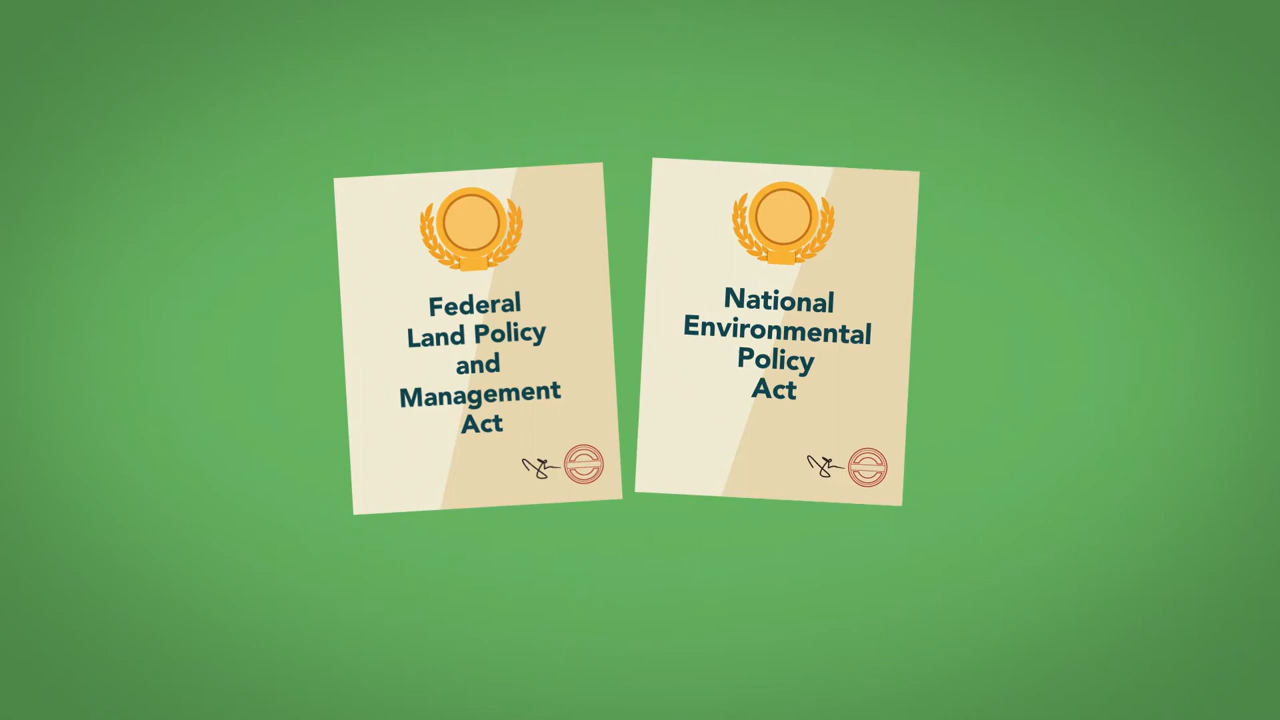 Federal
Land Policy
and
Management
Act
National
Environmental
Policy
Act